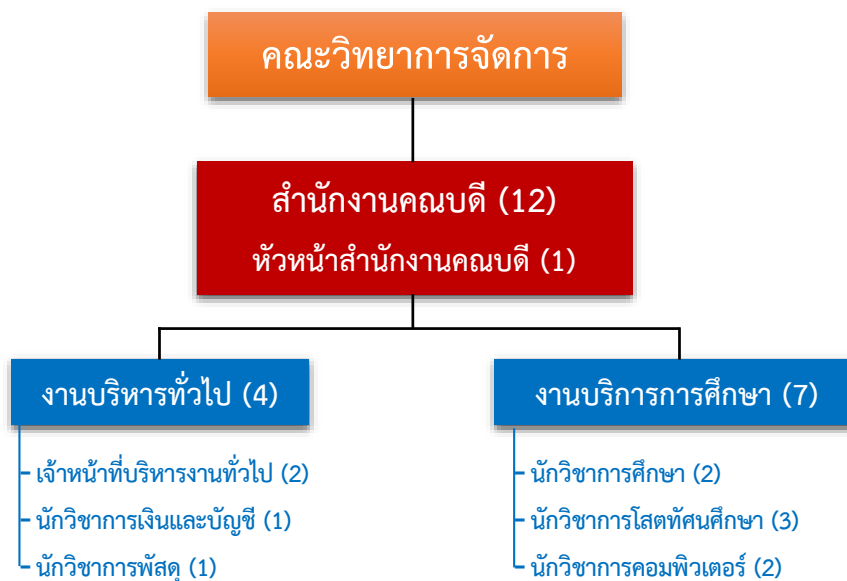 คณะวิทยาการจัดการ
สำนักงานคณบดี (12)
หัวหน้าสำนักงานคณบดี (1)
งานบริหารทั่วไป (4)
เจ้าหน้าที่บริหารงานทั่วไป (2)
นักวิชาการเงินและบัญชี (1)
นักวิชาการพัสดุ (1)
งานบริการการศึกษา (7)
นักวิชาการศึกษา (2)
นักวิชาการโสตทัศนศึกษา (3)
นักวิชาการคอมพิวเตอร์ (2)